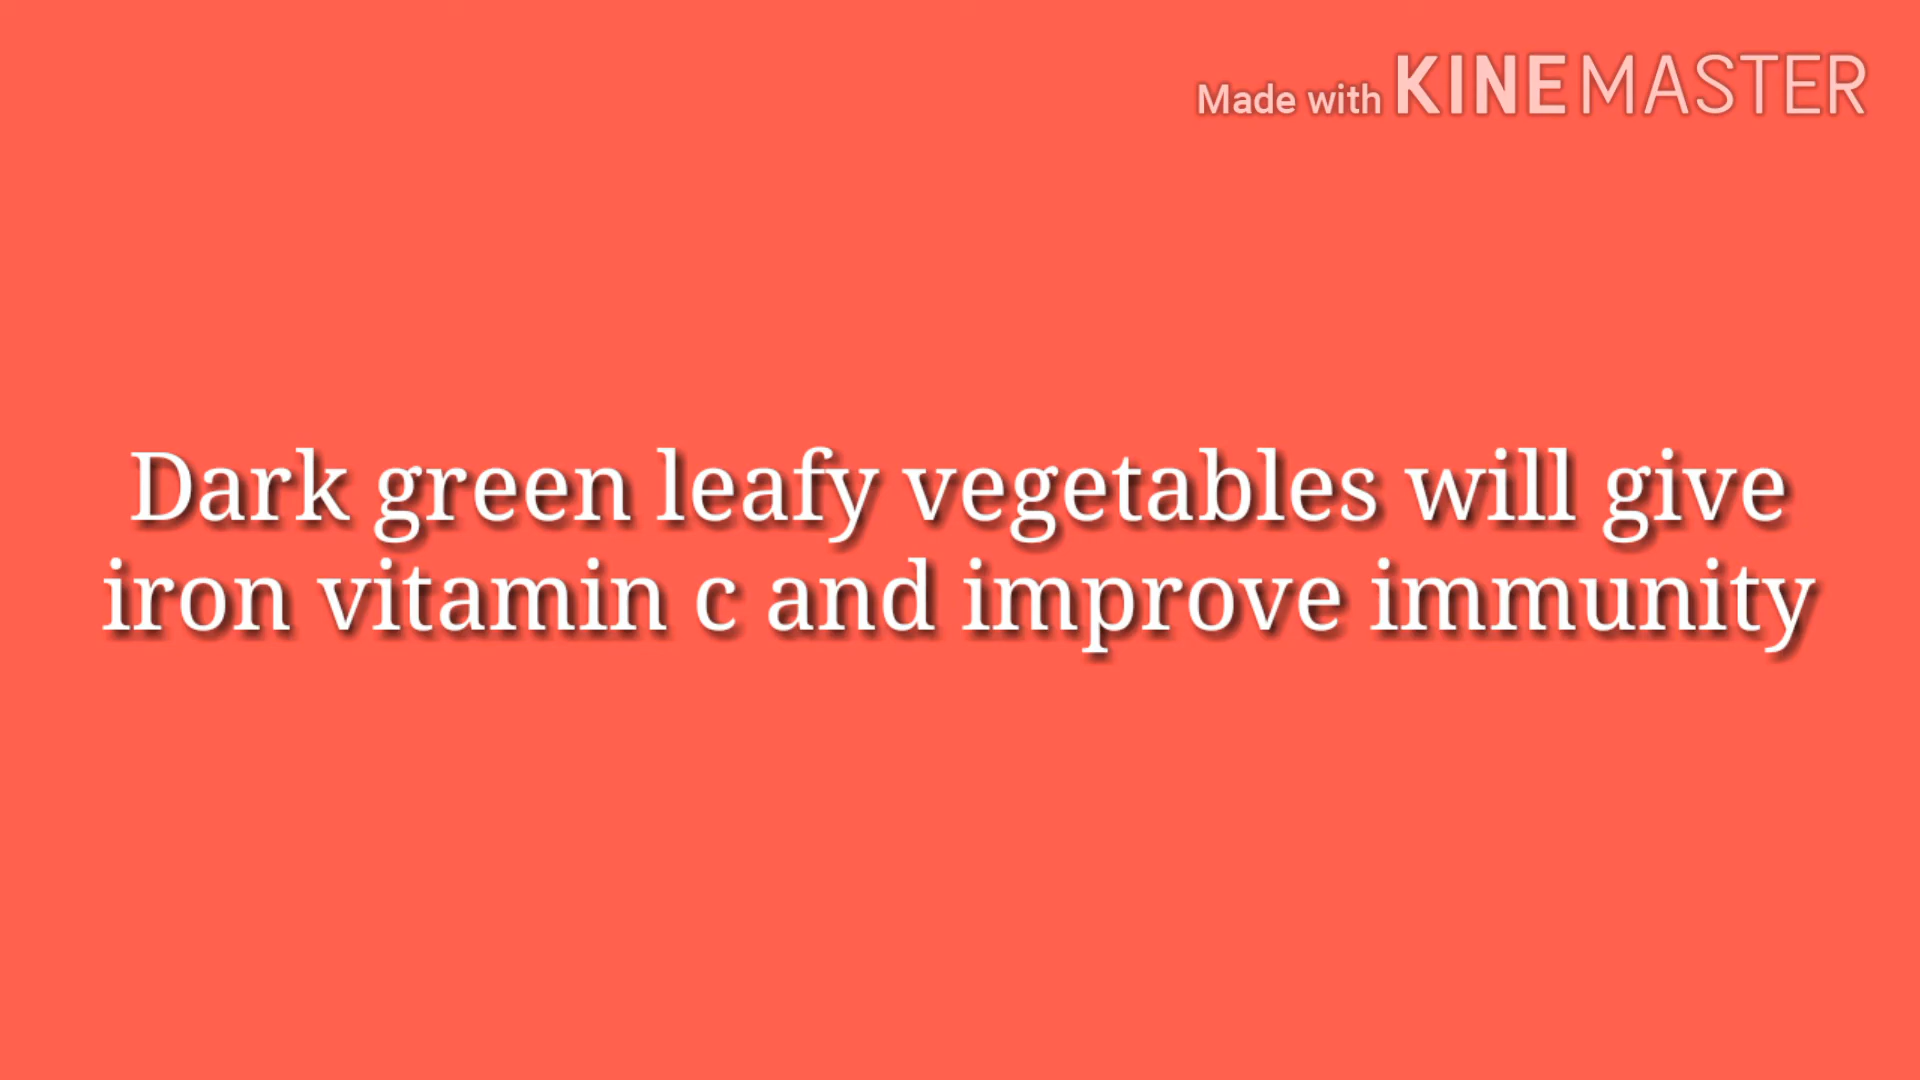 Made with KINEMASTER
Dark green leafy vegetables will give
iron vitamin c and improve immunity